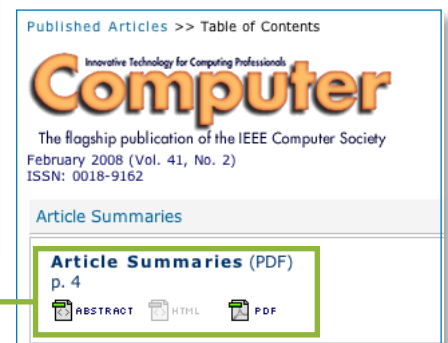 Published Articles >> Table of Contents
Innovative Technology for Computing Professionals
Computer
The flagship publication of the IEEE Computer Society
February 2008 (Vol. 41, No. 2)
ISSN: 0018-9162
Article Summaries
Article Summaries (PDF)
p. 4
ABSTRACT HTML PDF